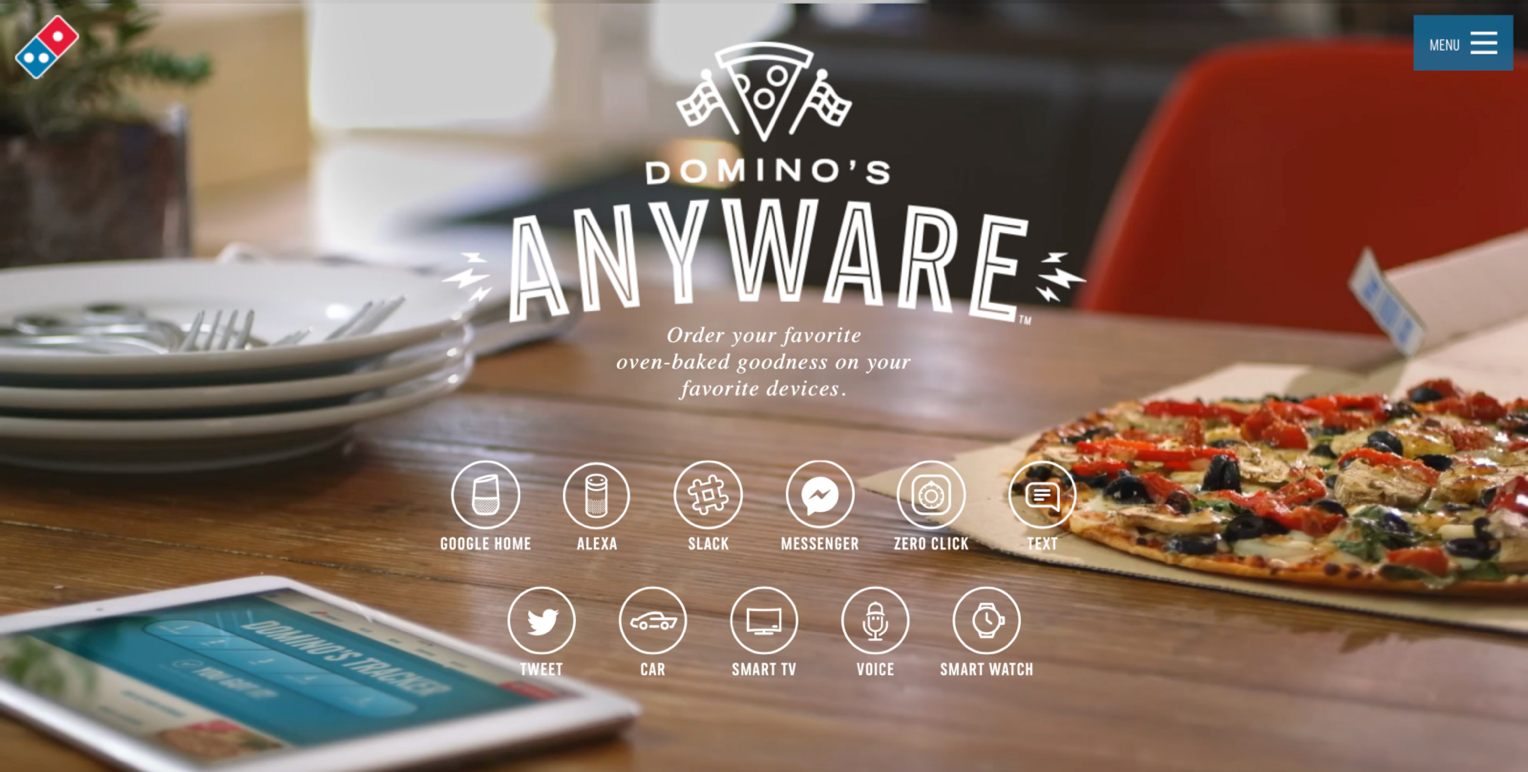 MENU
DOMINO'S
ANYWARE™
Order your favorite
oven-baked goodness on your
favorite devices.
GOOGLE HOME
ALEXA
SLACK
MESSENGER
ZERO CLICK
TEXT
TWEET
CAR
SMART TV
VOICE
SMART WATCH
DOMINO'S TRACKER